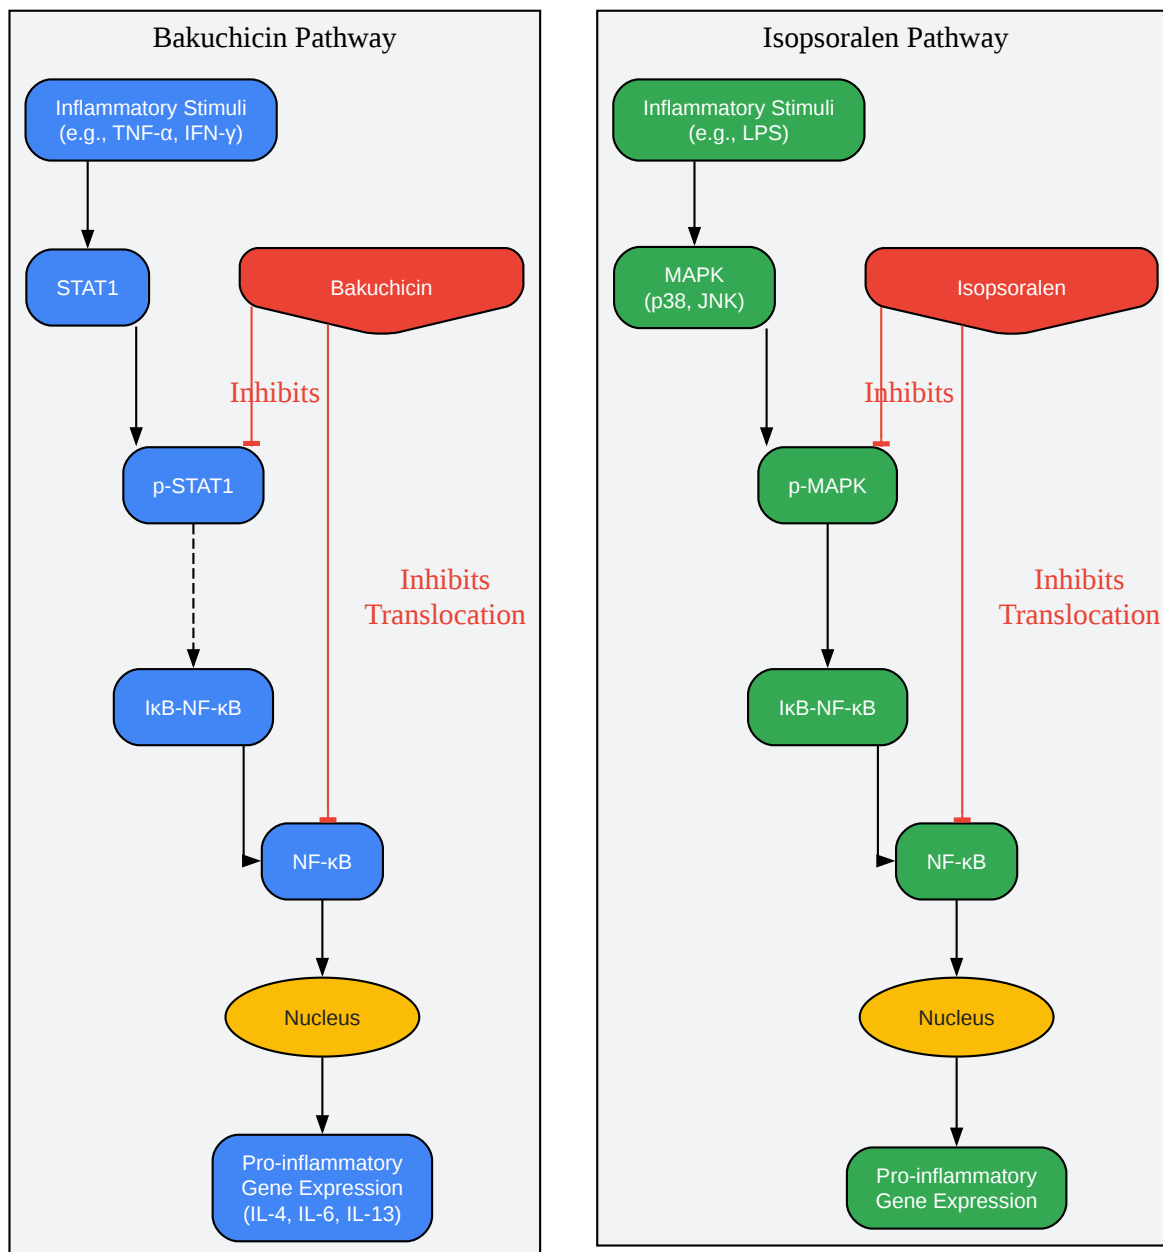 Bakuchicin Pathway
Inflammatory Stimuli
(e.g., TNF-α, IFN-γ)
STAT1
Bakuchicin
Inhibits
p-STAT1
Inhibits
Translocation
IκB-NF-κB
NF-κB
Nucleus
Pro-inflammatory
Gene Expression
(IL-4, IL-6, IL-13)
Isopsoralen Pathway
Inflammatory Stimuli
(e.g., LPS)
MAPK
(p38, JNK)
Isopsoralen
Inhibits
p-MAPK
Inhibits
Translocation
IκB-NF-κB
NF-κB
Nucleus
Pro-inflammatory
Gene Expression